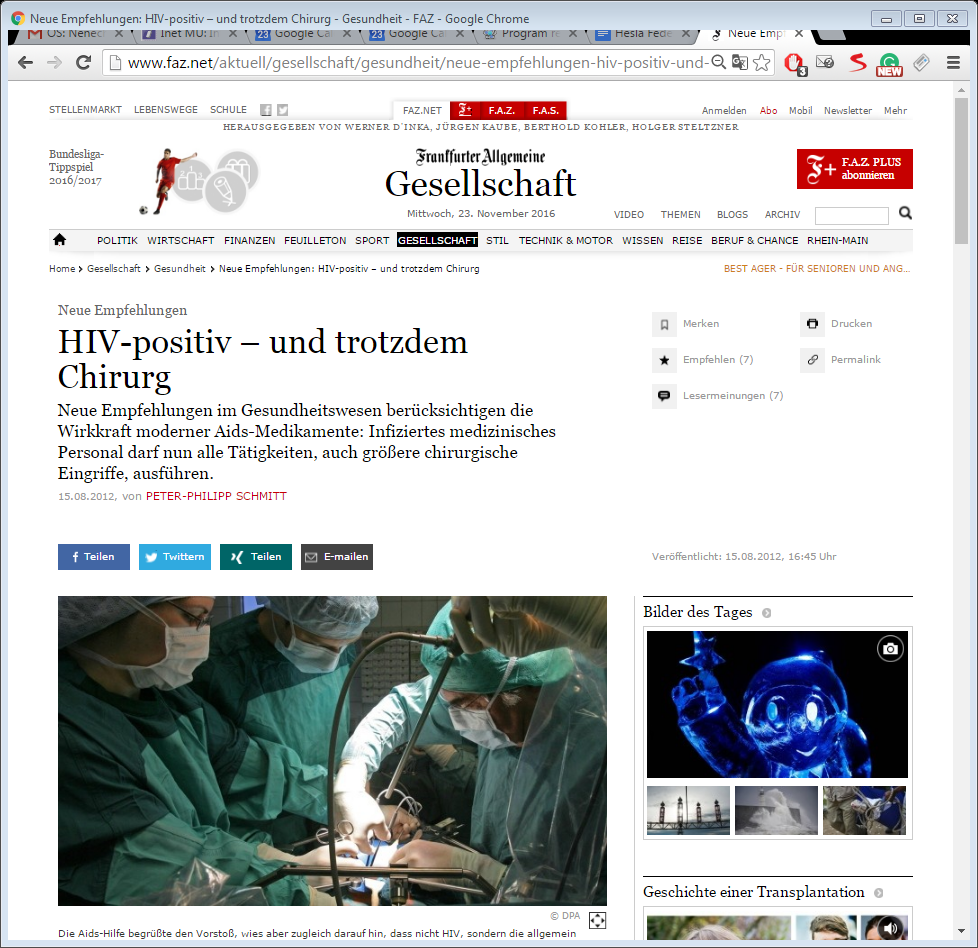 Neue Empfehlungen: HIV-positiv – und trotzdem Chirurg - Gesundheit - FAZ - Google Chrome
OS: Nenech
Inet MU: In
Google Cal
Google Ca
Program re
Hesla Fede
Neue Empf
www.faz.net/aktuell/gesellschaft/gesundheit/neue-empfehlungen-hiv-positiv-und-
3
NEW
STELLENMARKT LEBENSWEGE SCHULE
FAZ.NET F+ F.A.Z. F.A.S.
Anmelden Abo Mobil Newsletter Mehr
HERAUSGEGEBEN VON WERNER D'INKA, JÜRGEN KAUBE, BERTHOLD KOHLER, HOLGER STELTZNER
Bundesliga-
Tippspiel
2016/2017
Frankfurter Allgemeine
Gesellschaft
Mittwoch, 23. November 2016
F+ F.A.Z. PLUS
abonnieren
VIDEO THEMEN BLOGS ARCHIV
POLITIK WIRTSCHAFT FINANZEN FEUILLETON SPORT GESELLSCHAFT STIL TECHNIK & MOTOR WISSEN REISE BERUF & CHANCE RHEIN-MAIN
Home Gesellschaft Gesundheit Neue Empfehlungen: HIV-positiv – und trotzdem Chirurg
BEST AGER - FÜR SENIOREN UND ANG...
Neue Empfehlungen
HIV-positiv – und trotzdem
Chirurg
Neue Empfehlungen im Gesundheitswesen berücksichtigen die
Wirkkraft moderner Aids-Medikamente: Infiziertes medizinisches
Personal darf nun alle Tätigkeiten, auch größere chirurgische
Eingriffe, ausführen.
15.08.2012, von PETER-PHILIPP SCHMITT
Merken
Drucken
Empfehlen (7)
Permalink
Lesermeinungen (7)
Teilen
Twittern
Teilen
E-mailen
Veröffentlicht: 15.08.2012, 16:45 Uhr
© DPA
Die Aids-Hilfe begrüßte den Vorstoß, wies aber zugleich darauf hin, dass nicht HIV, sondern die allgemein
Bilder des Tages
Geschichte einer Transplantation